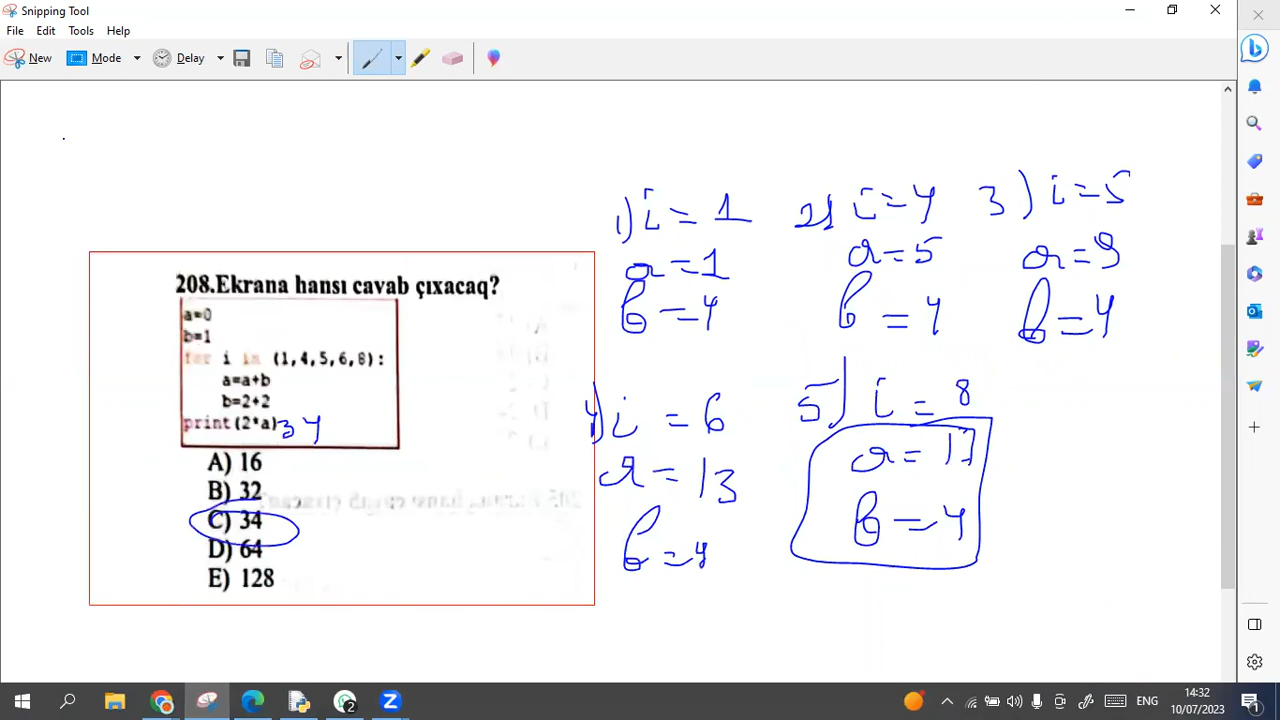 Snipping Tool
File Edit Tools Help
New Mode Delay
208.Ekrana hansı cavab çıxacaq?
a=0
b=1
for i in (1,4,5,6,8):
a=a+b
b=2+2
print(2*a) 34
A) 16
B) 32
C) 34
D) 64
E) 128
1) i=1
a=1
b=4
2) i=4
a=5
b=4
3) i=5
a=9
b=4
4) i=6
a=13
b=4
5) i=8
a=17
b=4
ENG
14:32
10/07/2023